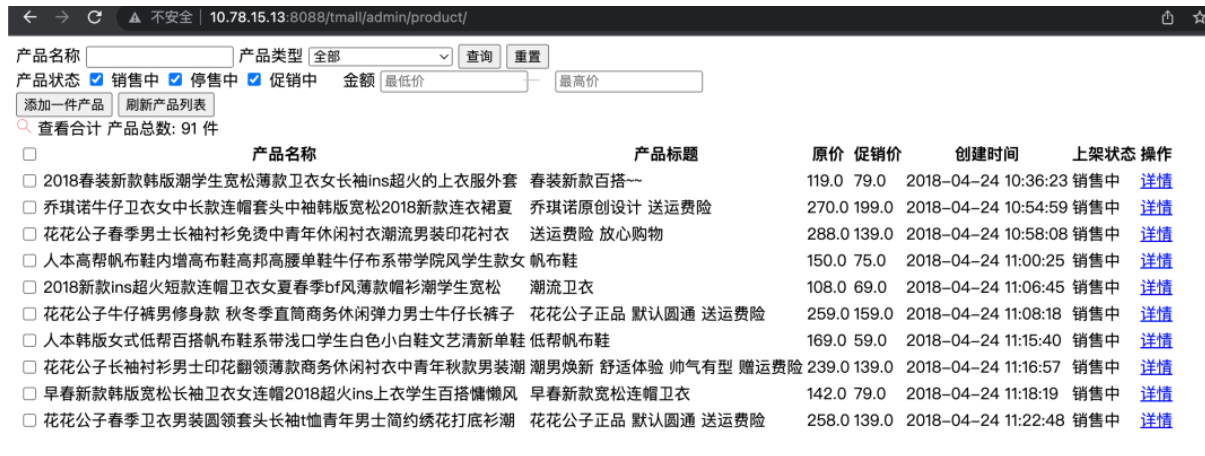 不安全 | 10.78.15.13:8088/tmall/admin/product/
产品名称 产品类型 全部 查询 重置
产品状态 销售中 停售中 促销中 金额 最低价 — 最高价
添加一件产品 刷新产品列表
查看合计 产品总数: 91 件
产品名称 产品标题 原价 促销价 创建时间 上架状态 操作
2018春装新款韩版潮学生宽松薄款卫衣女长袖ins超火的上衣服外套 春装新款百搭~~ 119.0 79.0 2018-04-24 10:36:23 销售中 详情
乔琪诺牛仔卫衣女中长款连帽套头中袖韩版宽松2018新款连衣裙夏 乔琪诺原创设计 送运费险 270.0 199.0 2018-04-24 10:54:59 销售中 详情
花花公子春季男士长袖衬衫免烫中青年休闲衬衣潮流男装印花衬衣 送运费险 放心购物 288.0 139.0 2018-04-24 10:58:08 销售中 详情
人本高帮帆布鞋内增高布鞋高邦高腰单鞋牛仔布系带学院风学生款女 帆布鞋 150.0 75.0 2018-04-24 11:00:25 销售中 详情
2018新款ins超火短款连帽卫衣女夏春季bf风薄款帽衫潮学生宽松 潮流卫衣 108.0 69.0 2018-04-24 11:06:45 销售中 详情
花花公子牛仔裤男修身款 秋冬季直筒商务休闲弹力男士牛仔长裤子 花花公子正品 默认圆通 送运费险 259.0 159.0 2018-04-24 11:08:18 销售中 详情
人本韩版女式低帮百搭帆布鞋系带浅口学生白色小白鞋文艺清新单鞋 低帮帆布鞋 169.0 59.0 2018-04-24 11:15:40 销售中 详情
花花公子长袖衬衫男士印花翻领薄款商务休闲衬衣中青年秋款男装潮 潮男焕新 舒适体验 帅气有型 赠运费险 239.0 139.0 2018-04-24 11:16:57 销售中 详情
早春新款韩版宽松长袖卫衣女连帽2018超火ins上衣学生百搭慵懒风 早春新款宽松连帽卫衣 142.0 79.0 2018-04-24 11:18:19 销售中 详情
花花公子春季卫衣男装圆领套头长袖t恤青年男士简约绣花打底衫潮 花花公子正品 默认圆通 送运费险 258.0 139.0 2018-04-24 11:22:48 销售中 详情